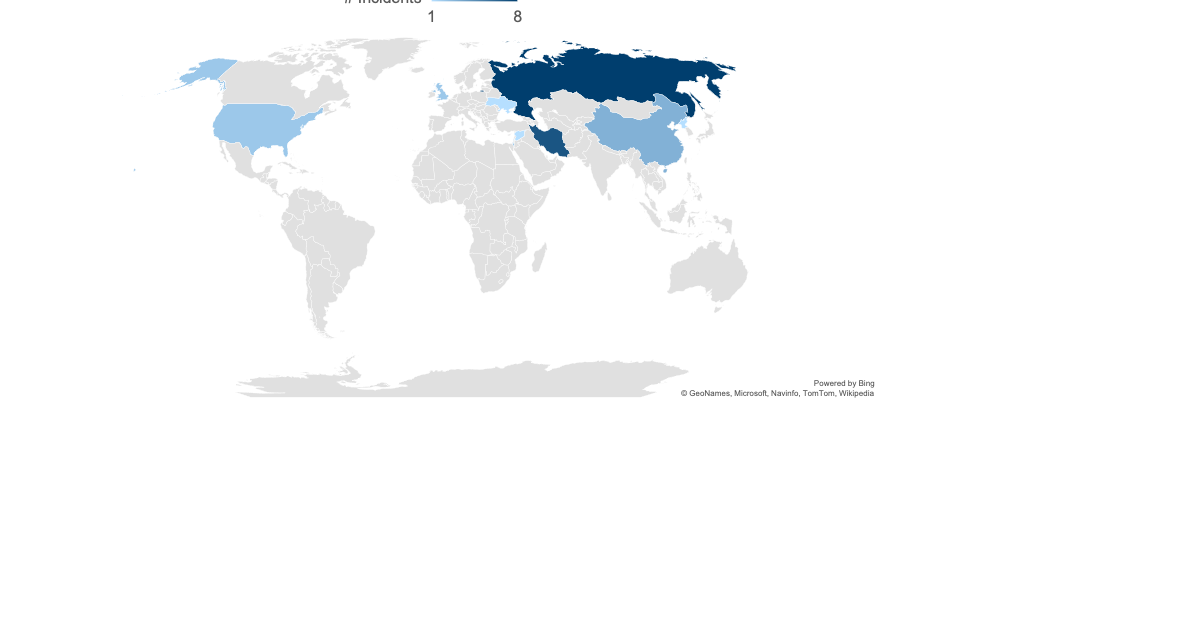 # Incidents
1 8
Powered by Bing
© GeoNames, Microsoft, Navinfo, TomTom, Wikipedia